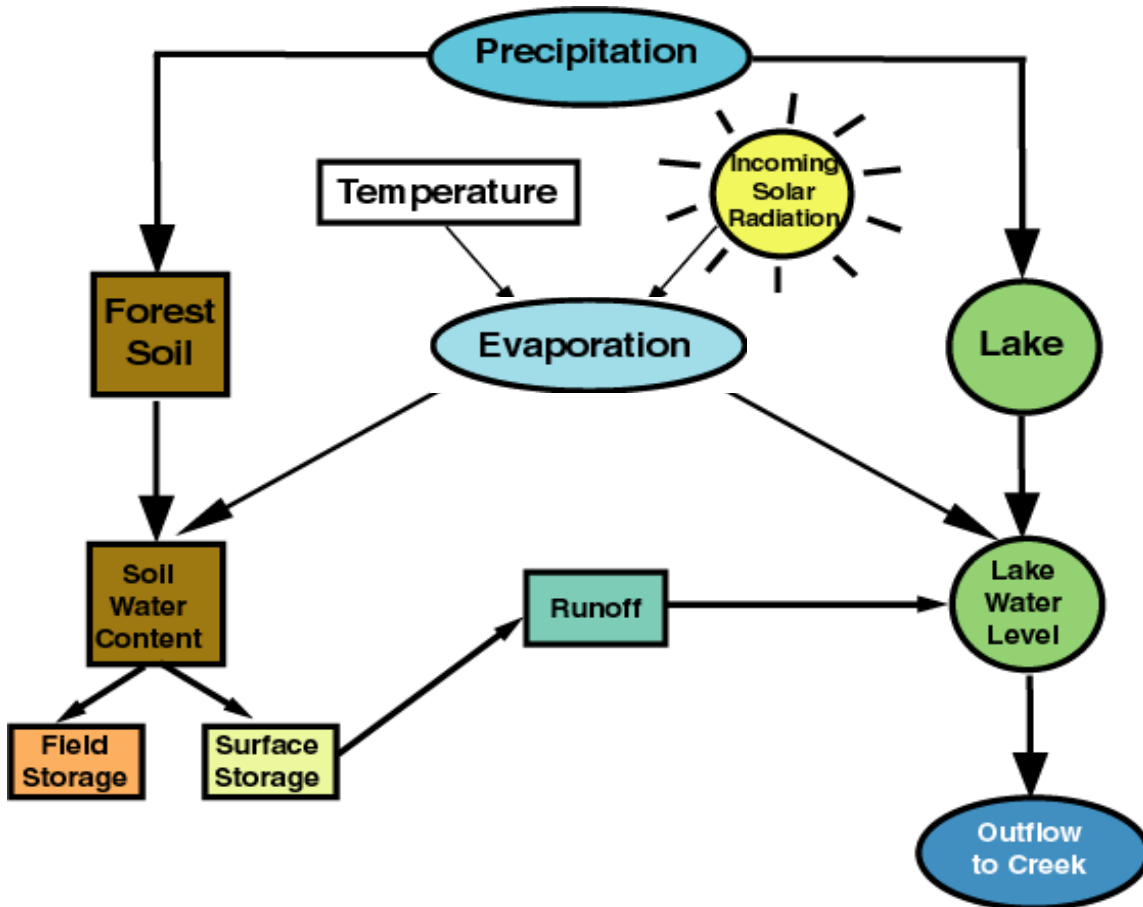 Precipitation
Temperature
Incoming
Solar
Radiation
Forest
Soil
Evaporation
Lake
Soil
Water
Content
Runoff
Lake
Water
Level
Field
Storage
Surface
Storage
Outflow
to Creek